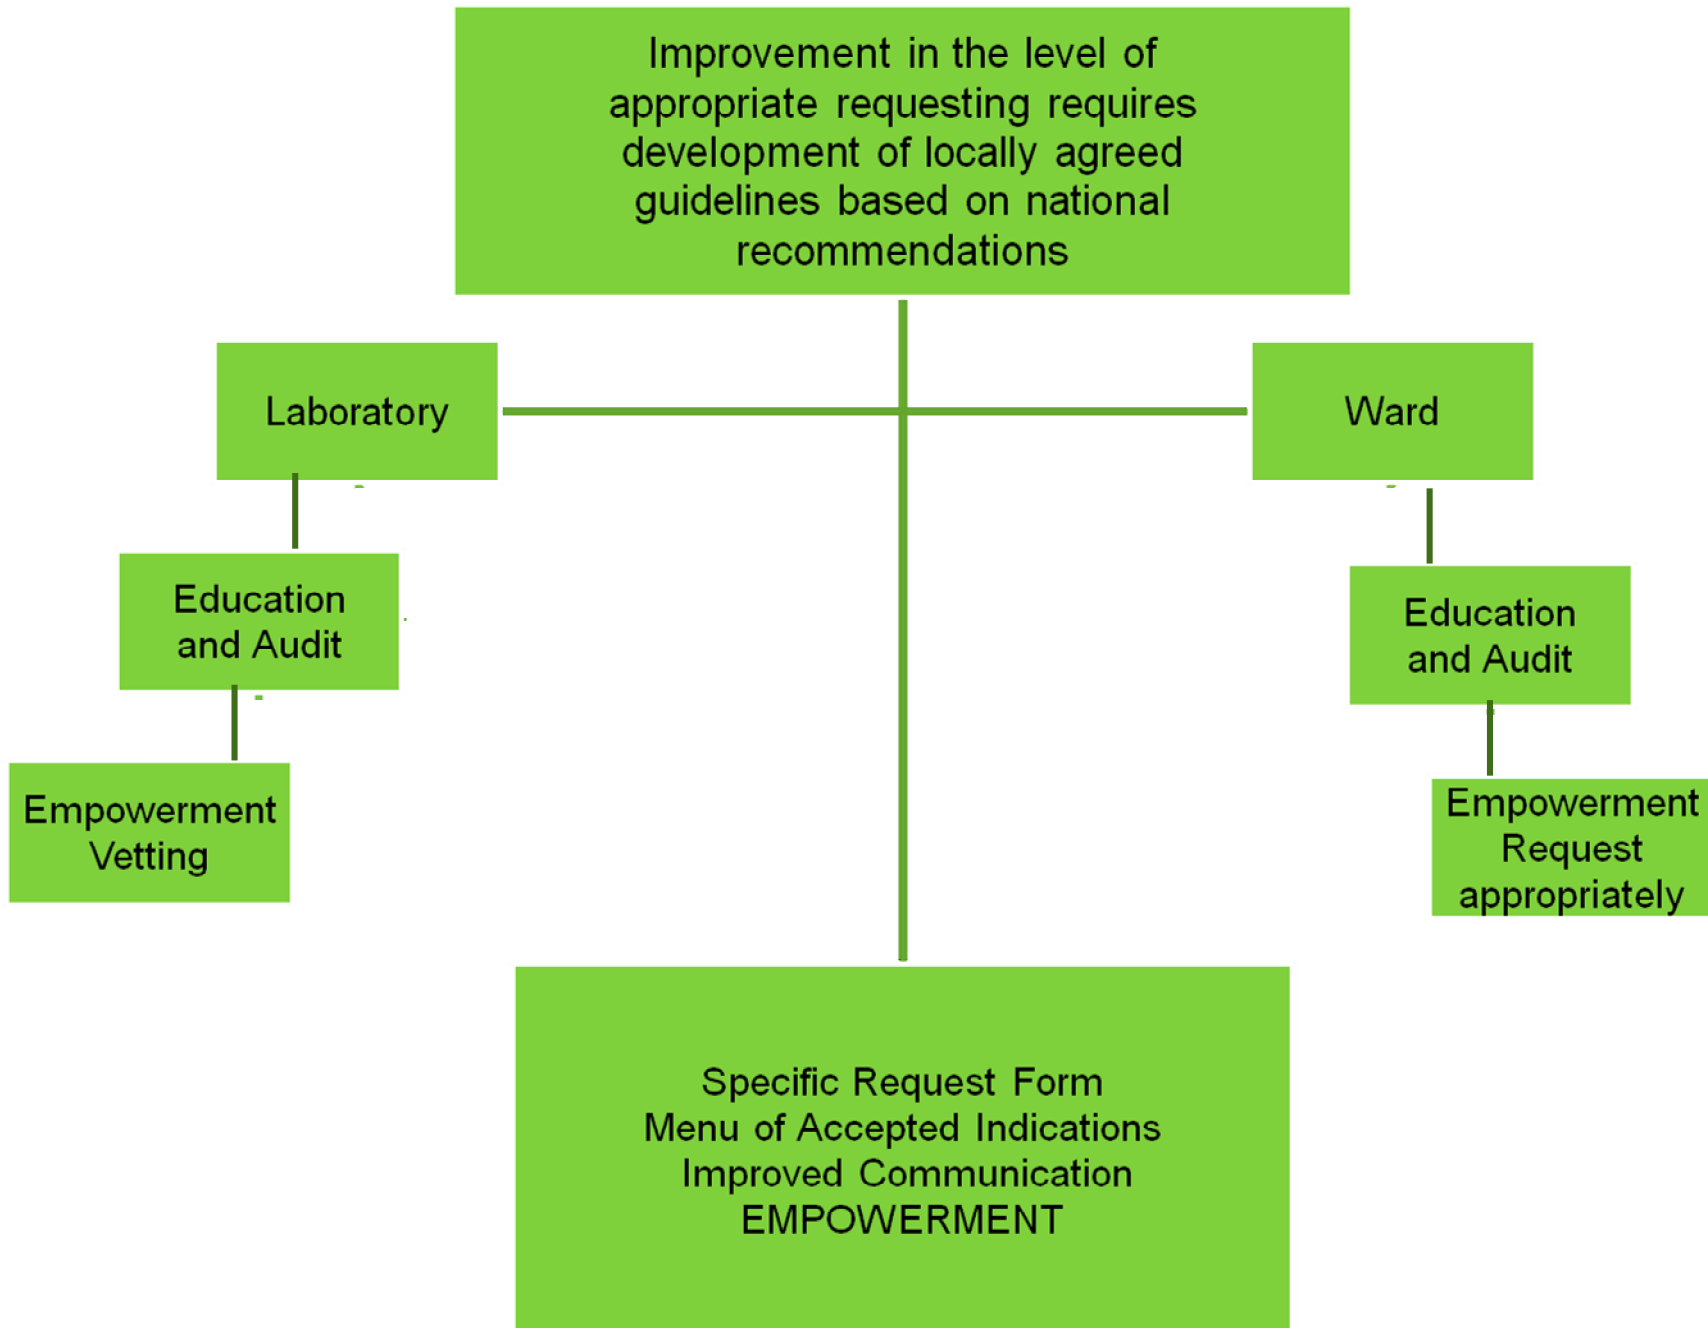 Improvement in the level of
appropriate requesting requires
development of locally agreed
guidelines based on national
recommendations
Laboratory
Ward
Education
and Audit
Education
and Audit
Empowerment
Vetting
Empowerment
Request
appropriately
Specific Request Form
Menu of Accepted Indications
Improved Communication
EMPOWERMENT